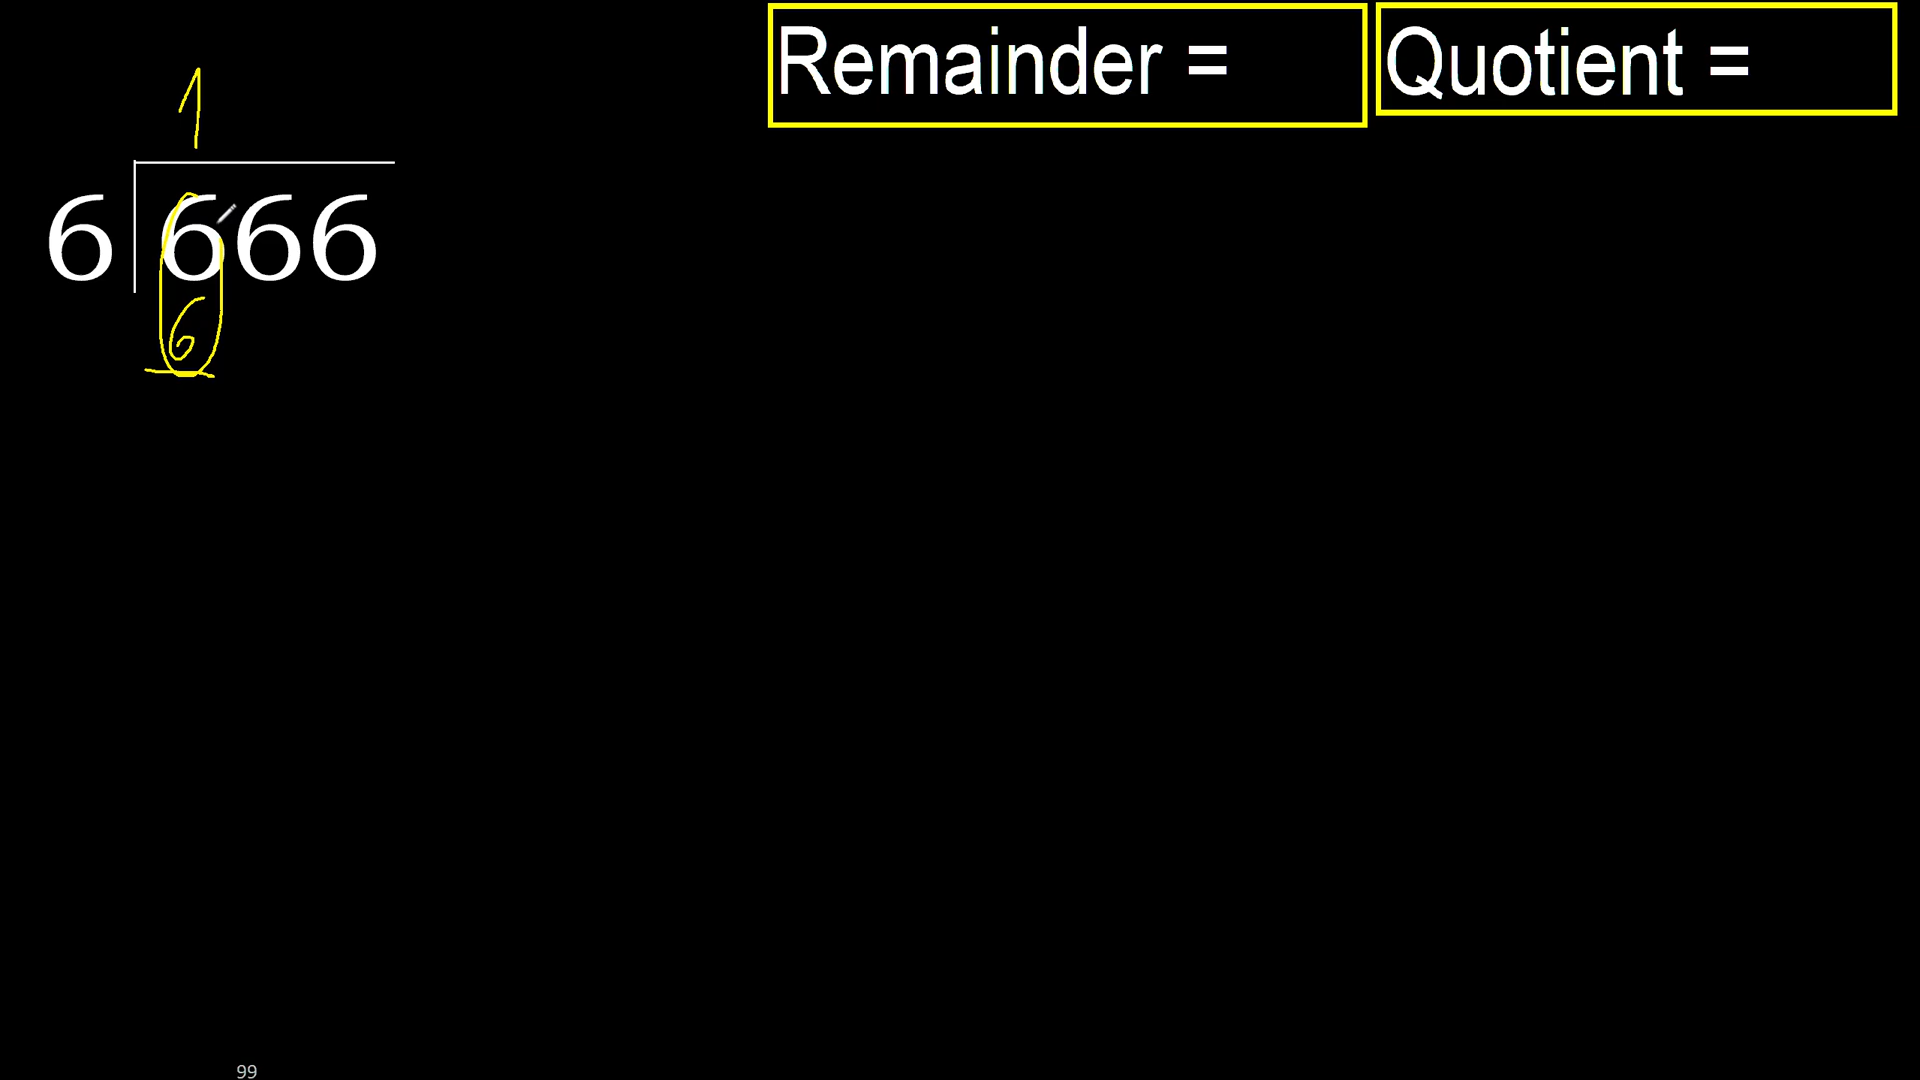 Remainder = Quotient =
1
6 666
6
99